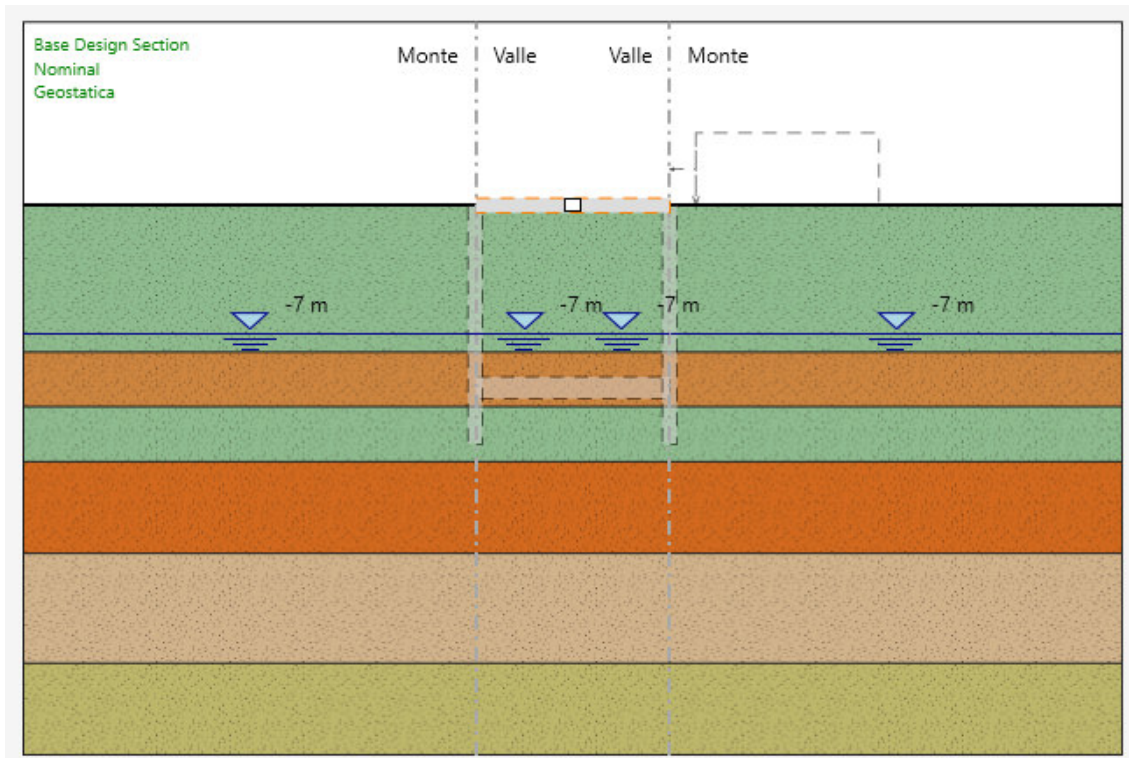 Base Design Section
Nominal
Geostatica
Monte Valle Valle Monte
-7 m -7 m -7 m -7 m